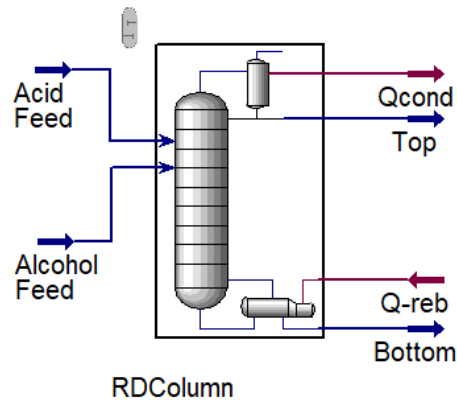 Acid
Feed
Qcond
Top
Alcohol
Feed
Q-reb
Bottom
RDColumn